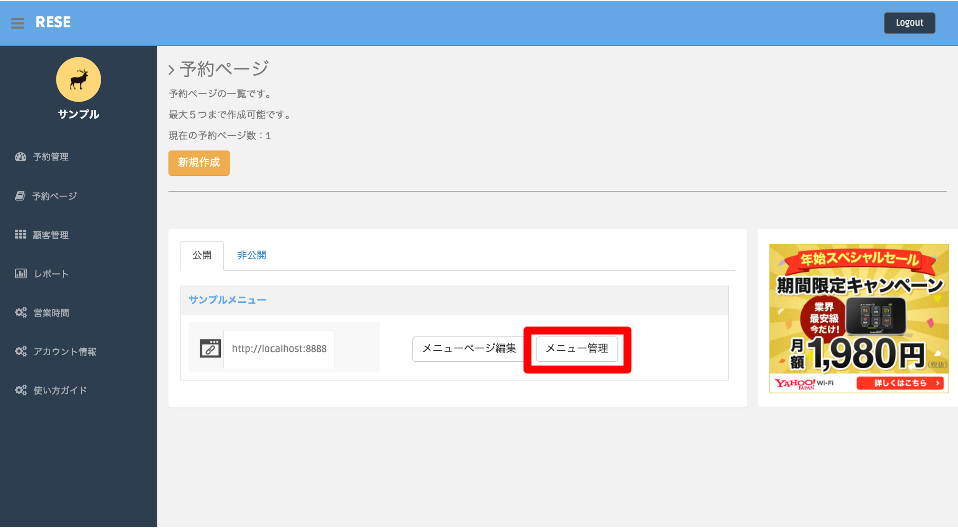 RESE
Logout
サンプル
予約管理
予約ページ
顧客管理
レポート
営業時間
アカウント情報
使い方ガイド
予約ページ
予約ページの一覧です。
最大５つまで作成可能です。
現在の予約ページ数：1
新規作成
公開
非公開
サンプルメニュー
http://localhost:8888
メニューページ編集
メニュー管理
年始スペシャルセール
期間限定キャンペーン
業界
最安級
今だけ!
月額1,980円(税抜)
YAHOO! JAPAN Wi-Fi
詳しくはこちら